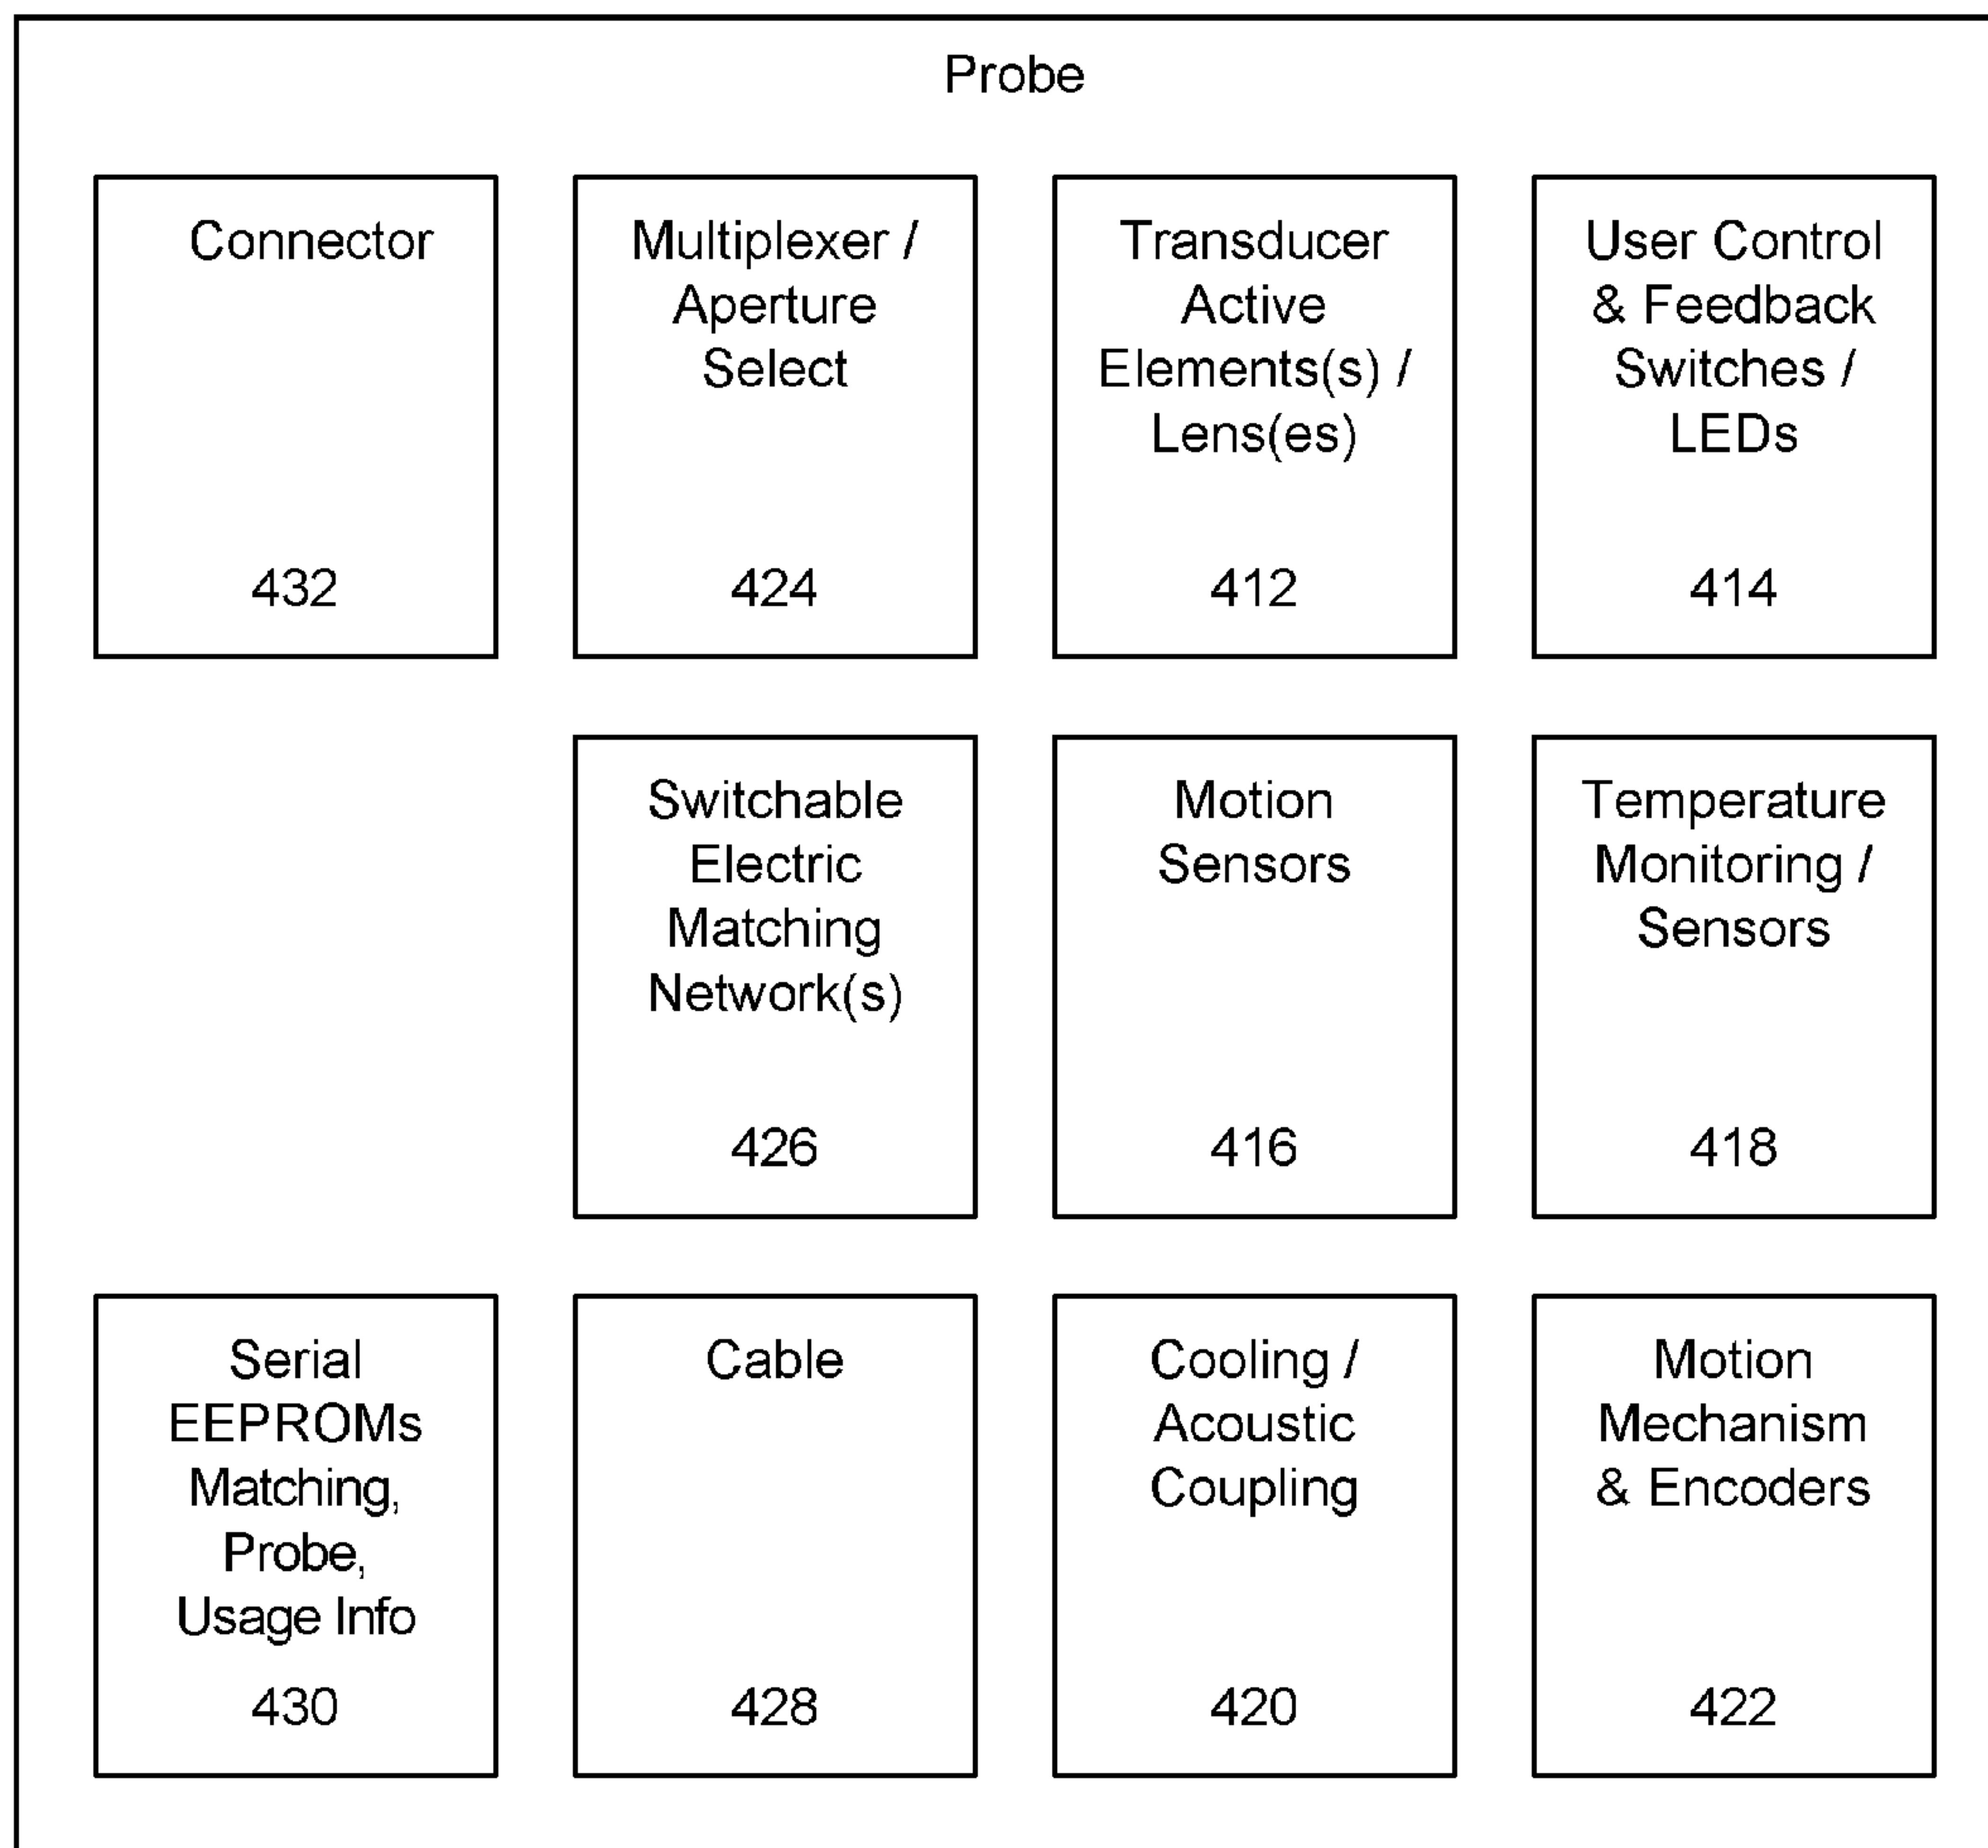 Probe
Connector
432
Multiplexer /
Aperture
Select
424
Transducer
Active
Elements(s) /
Lens(es)
412
User Control
& Feedback
Switches /
LEDs
414
Switchable
Electric
Matching
Network(s)
426
Motion
Sensors
416
Temperature
Monitoring /
Sensors
418
Serial
EEPROMs
Matching,
Probe,
Usage Info
430
Cable
428
Cooling /
Acoustic
Coupling
420
Motion
Mechanism
& Encoders
422